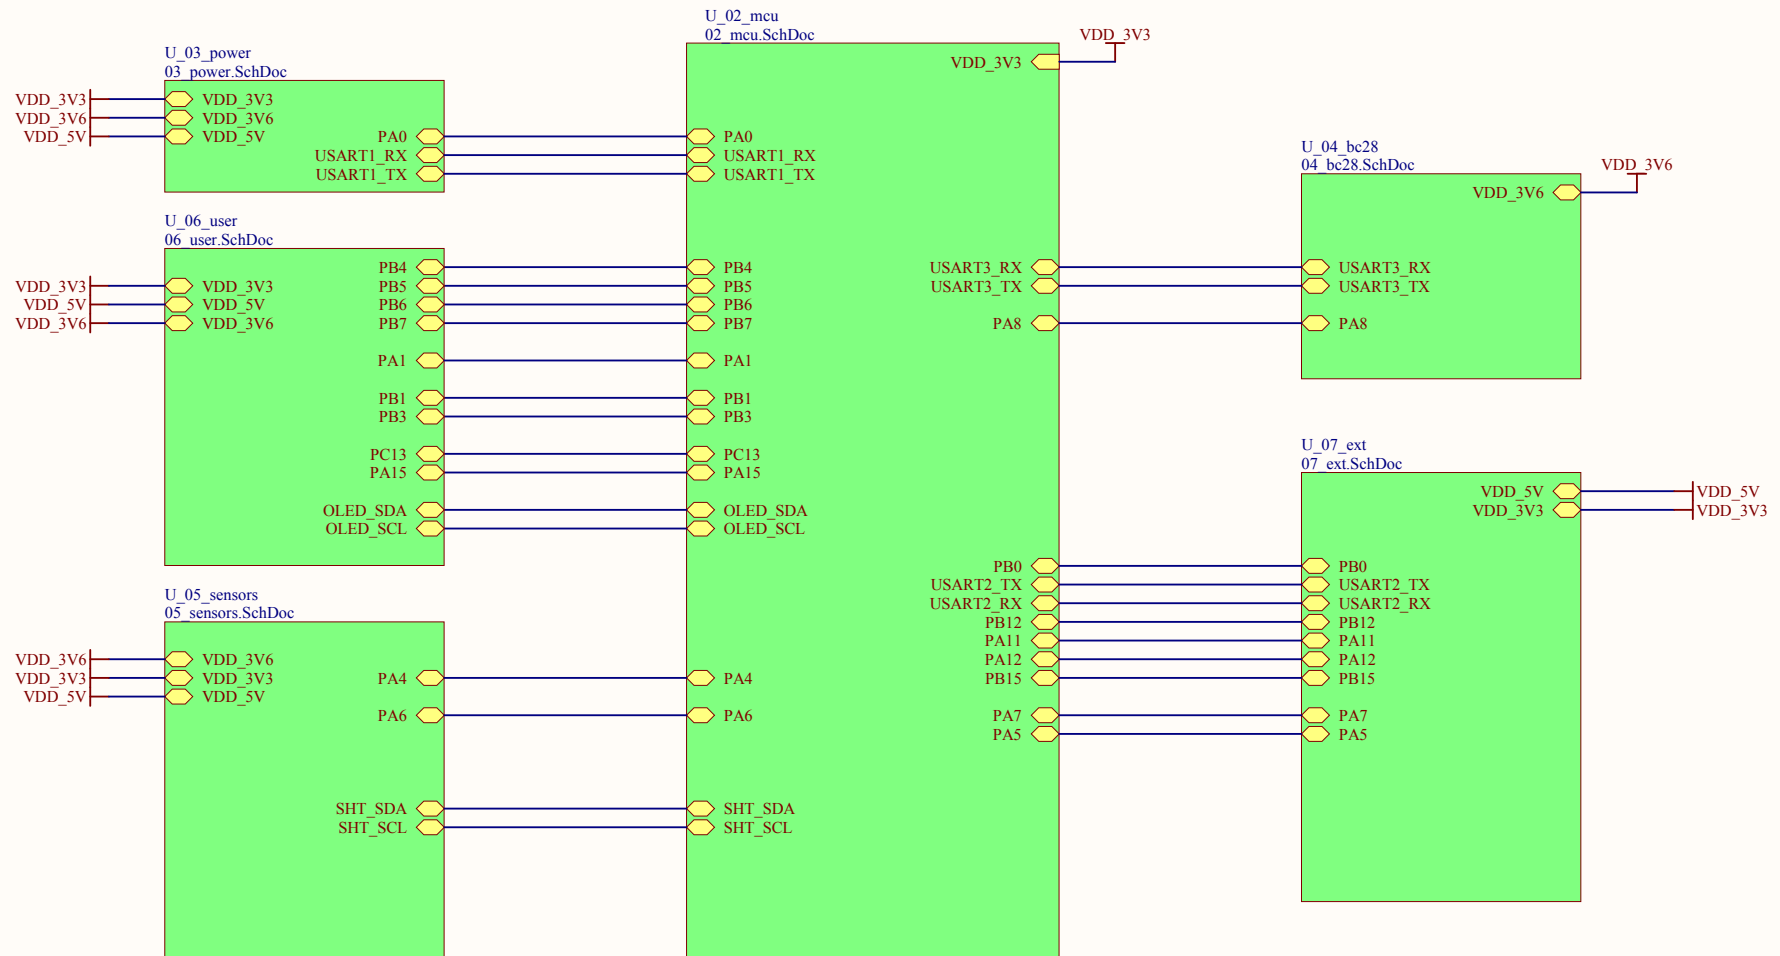 U_02_mcu
02_mcu.SchDoc
VDD_3V3
VDD_3V3
U_03_power
03_power.SchDoc
VDD_3V3 VDD_3V3
VDD_3V6 VDD_3V6
VDD_5V VDD_5V
PA0 PA0
USART1_RX USART1_RX
USART1_TX USART1_TX
U_04_bc28
04_bc28.SchDoc
VDD_3V6
VDD_3V6
U_06_user
06_user.SchDoc
VDD_3V3 VDD_3V3
VDD_5V VDD_5V
VDD_3V6 VDD_3V6
PB4 PB4
PB5 PB5
PB6 PB6
PB7 PB7
PA1 PA1
PB1 PB1
PB3 PB3
PC13 PC13
PA15 PA15
OLED_SDA OLED_SDA
OLED_SCL OLED_SCL
USART3_RX USART3_RX
USART3_TX USART3_TX
PA8 PA8
U_07_ext
07_ext.SchDoc
VDD_5V VDD_5V
VDD_3V3 VDD_3V3
PB0 PB0
USART2_TX USART2_TX
USART2_RX USART2_RX
PB12 PB12
PA11 PA11
PA12 PA12
PB15 PB15
PA7 PA7
PA5 PA5
U_05_sensors
05_sensors.SchDoc
VDD_3V6 VDD_3V6
VDD_3V3 VDD_3V3
VDD_5V VDD_5V
PA4 PA4
PA6 PA6
SHT_SDA SHT_SDA
SHT_SCL SHT_SCL